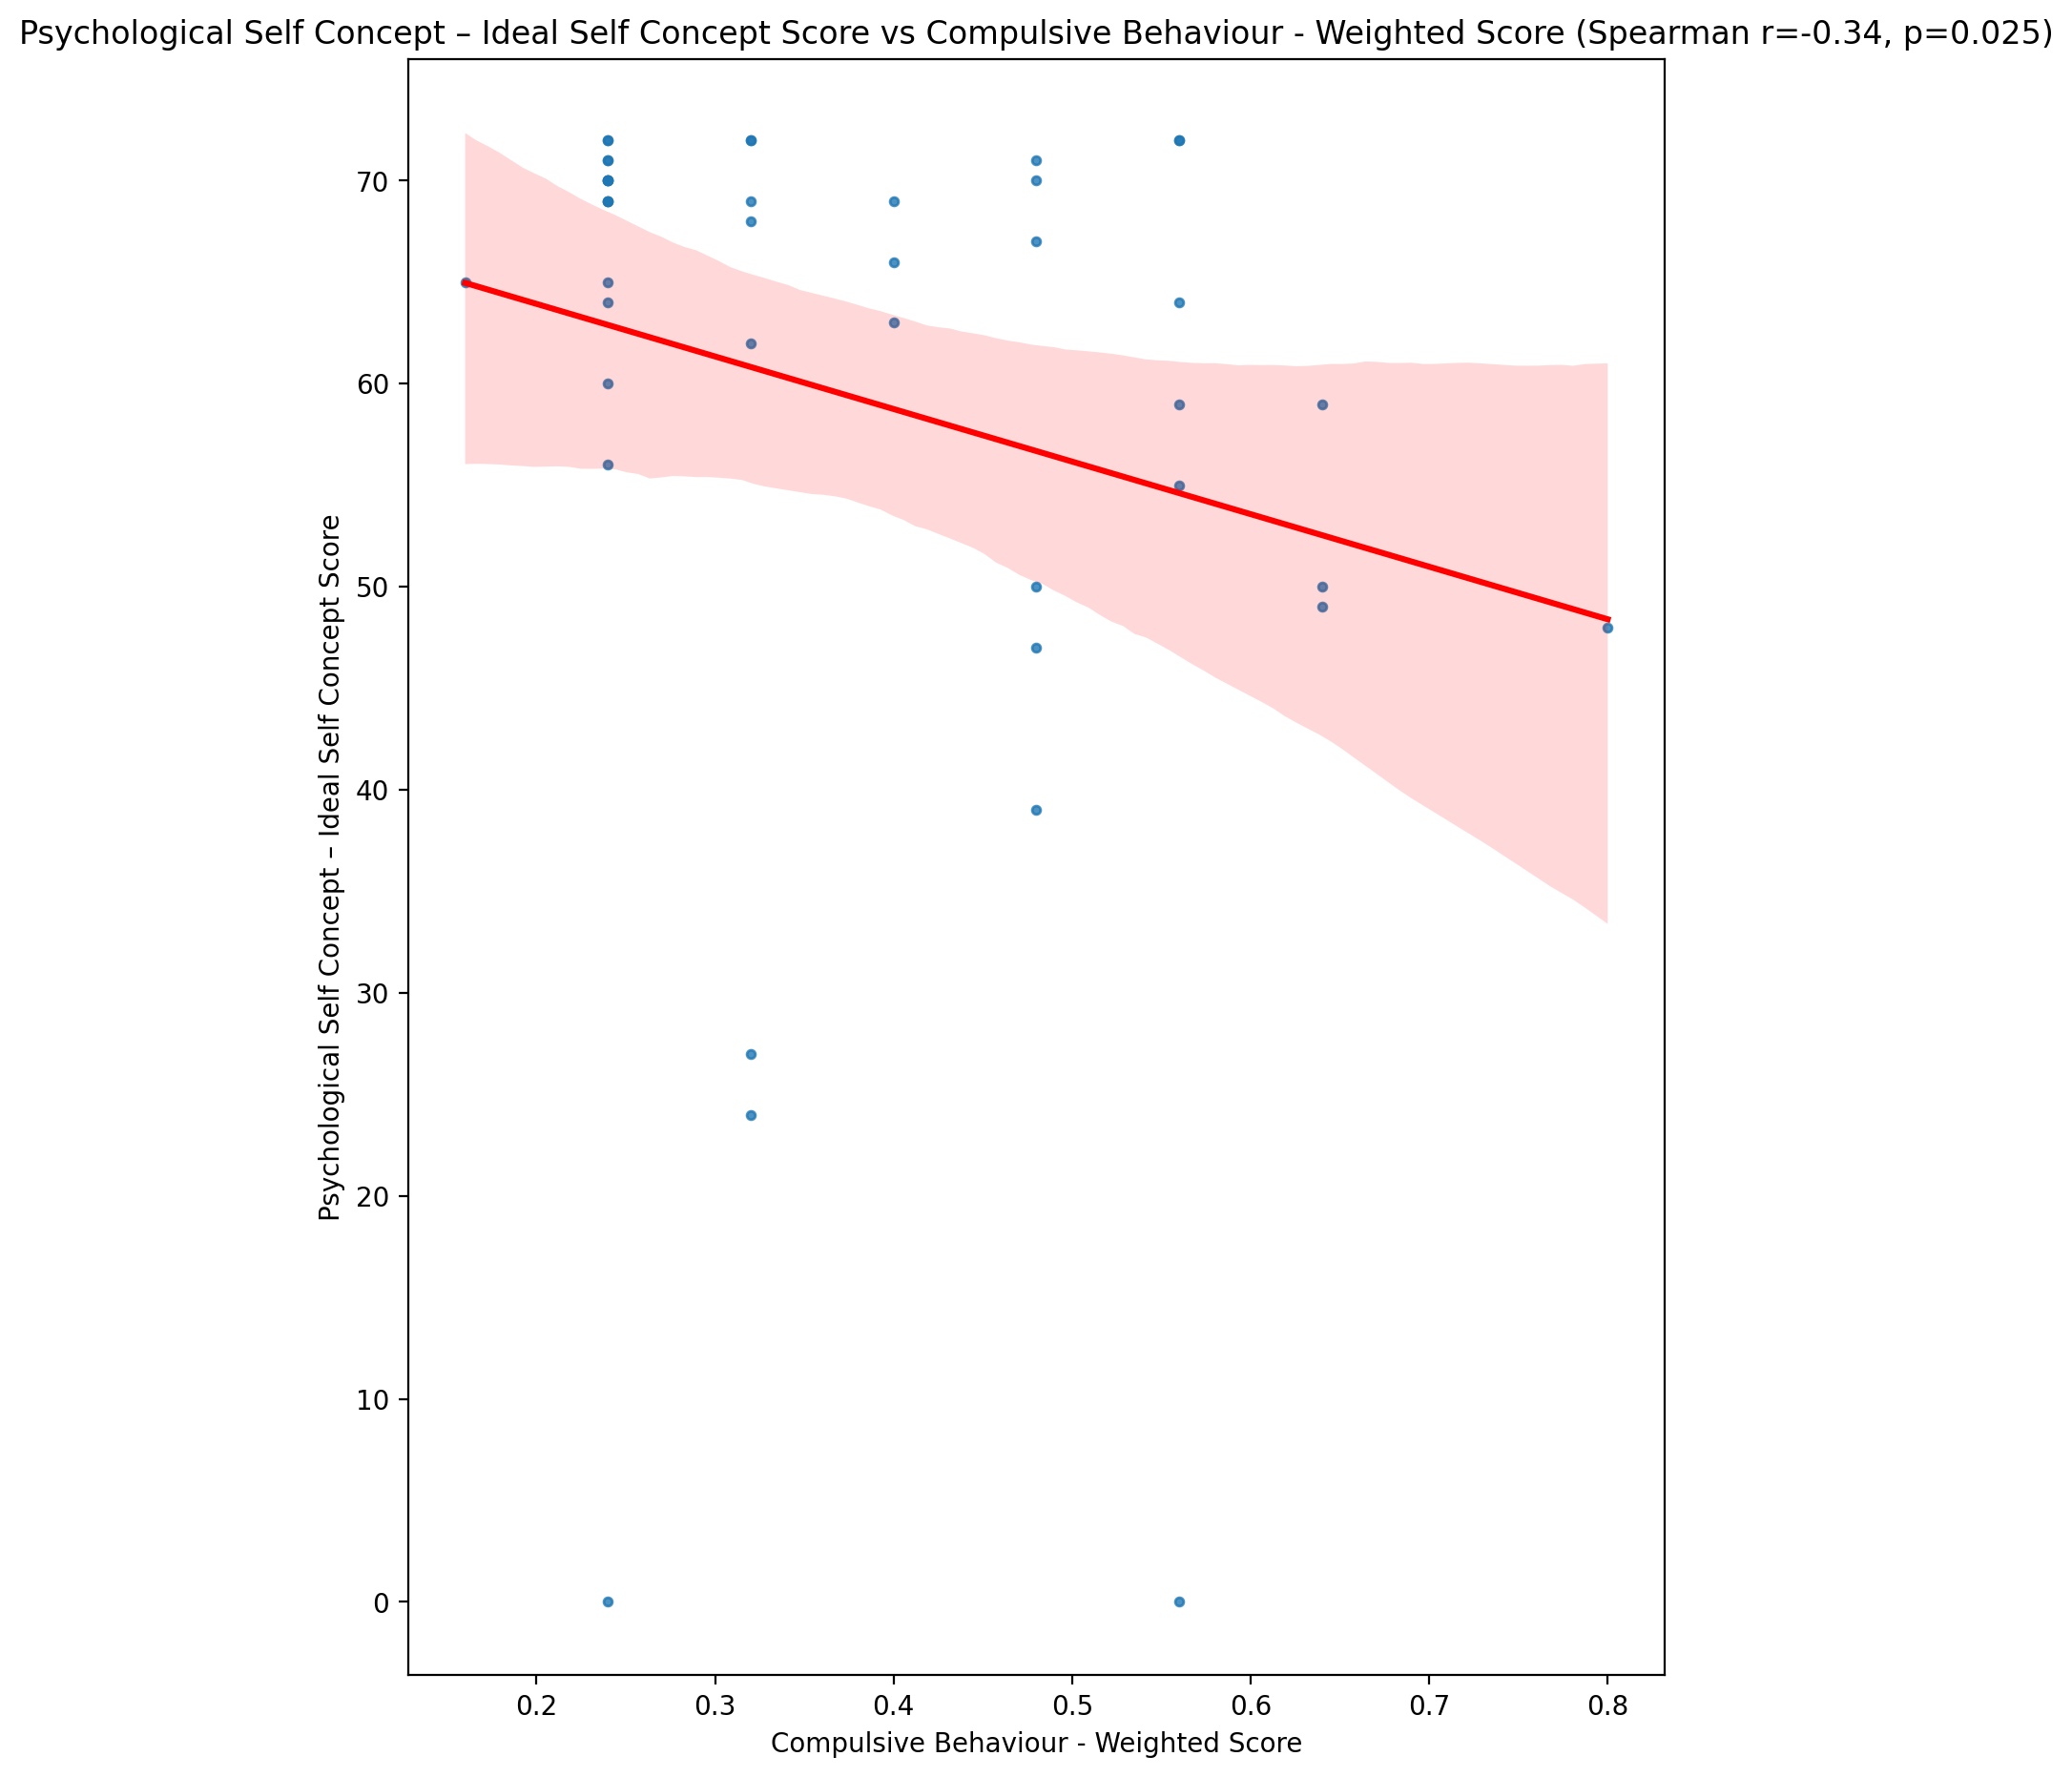 Psychological Self Concept – Ideal Self Concept Score vs Compulsive Behaviour - Weighted Score (Spearman r=-0.34, p=0.025)
Psychological Self Concept – Ideal Self Concept Score
70
60
50
40
30
20
10
0
0.2 0.3 0.4 0.5 0.6 0.7 0.8
Compulsive Behaviour - Weighted Score